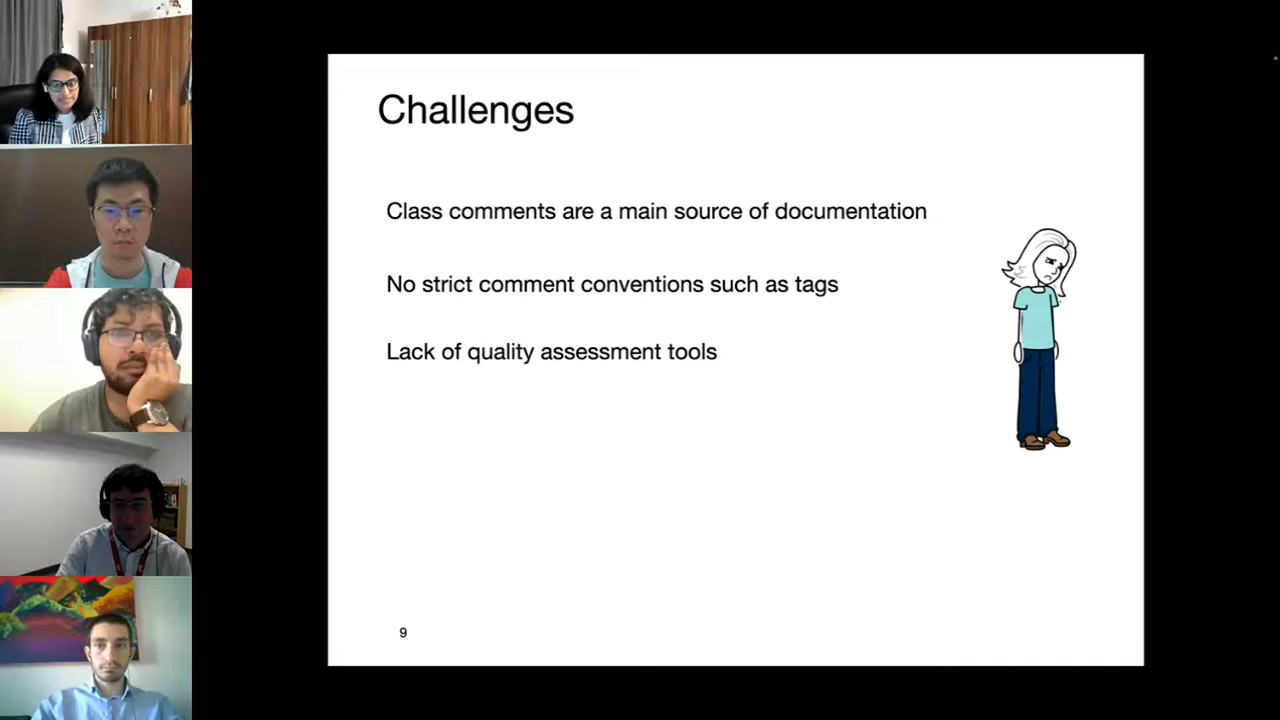 Challenges
Class comments are a main source of documentation
No strict comment conventions such as tags
Lack of quality assessment tools
9